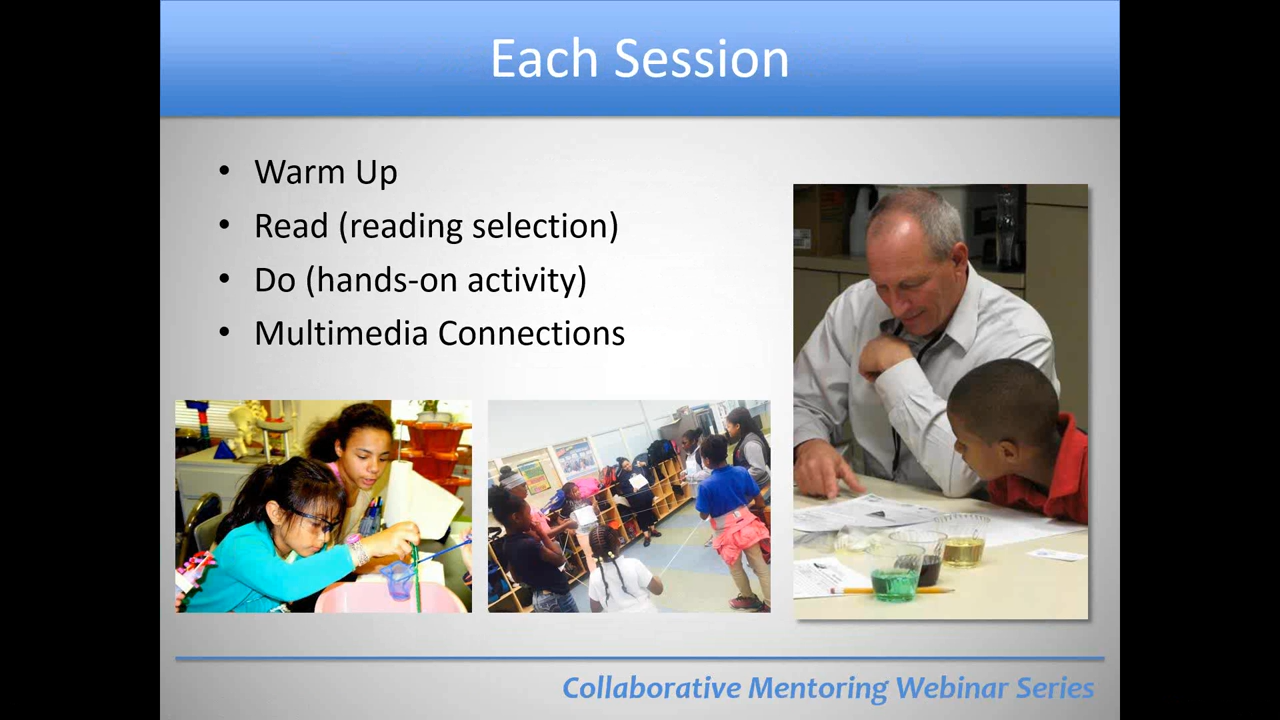 Each Session
• Warm Up
• Read (reading selection)
• Do (hands-on activity)
• Multimedia Connections
Collaborative Mentoring Webinar Series